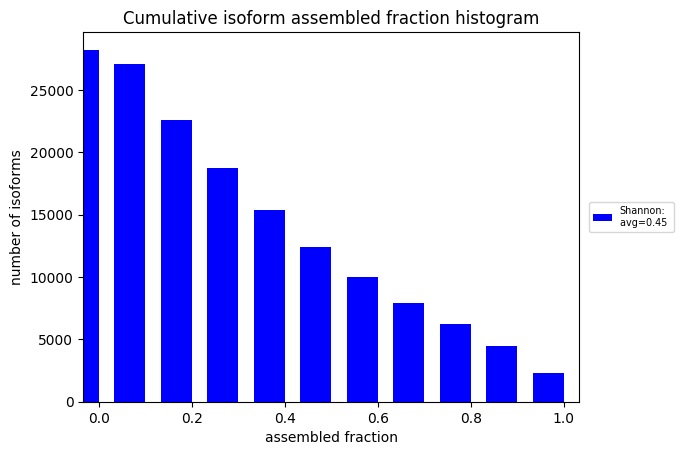 Cumulative isoform assembled fraction histogram
number of isoforms
25000
20000
15000
10000
5000
0
0.0 0.2 0.4 0.6 0.8 1.0
assembled fraction
Shannon:
avg=0.45